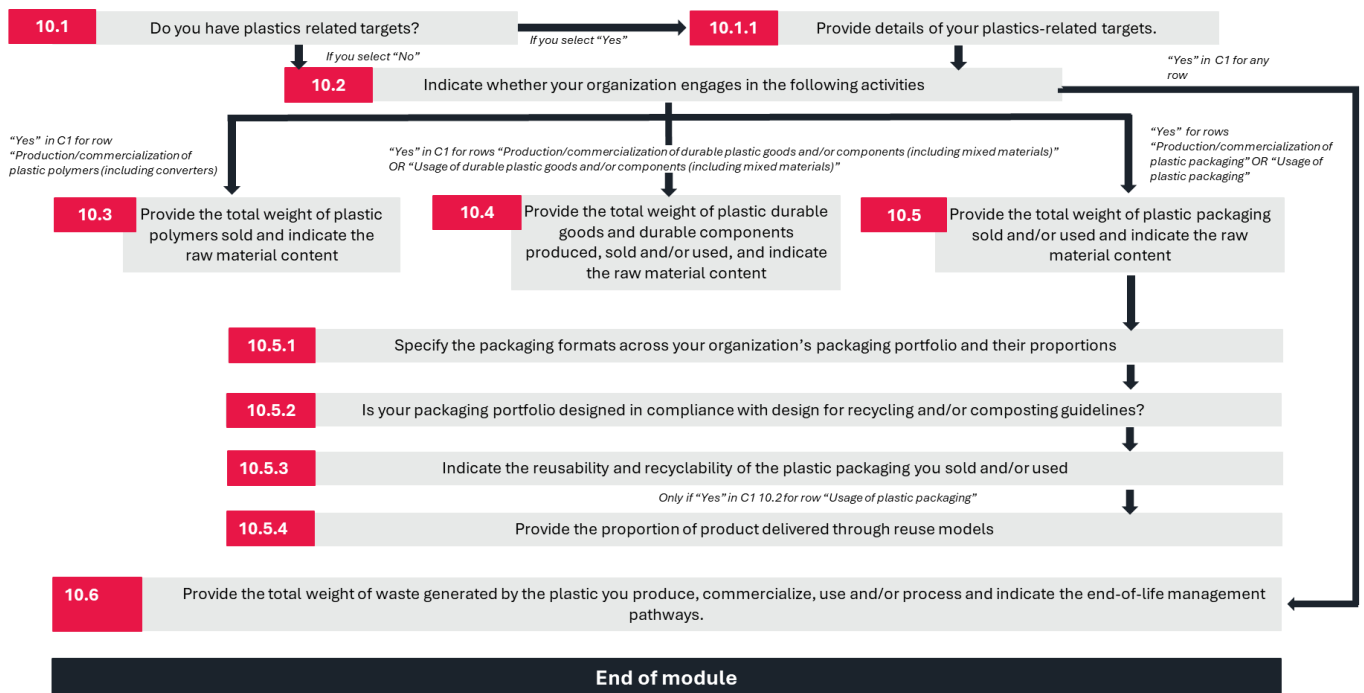 10.1
Do you have plastics related targets?
If you select “Yes”
10.1.1
Provide details of your plastics-related targets.
If you select “No”
“Yes” in C1 for any
row
10.2
Indicate whether your organization engages in the following activities
“Yes” in C1 for row
“Production/commercialization of
plastic polymers (including converters)
“Yes” in C1 for rows “Production/commercialization of durable plastic goods and/or components (including mixed materials)”
OR “Usage of durable plastic goods and/or components (including mixed materials)”
“Yes” for rows
“Production/commercialization of
plastic packaging” OR “Usage of
plastic packaging”
10.3
Provide the total weight of plastic
polymers sold and indicate the
raw material content
10.4
Provide the total weight of plastic durable
goods and durable components
produced, sold and/or used, and indicate
the raw material content
10.5
Provide the total weight of plastic packaging
sold and/or used and indicate the raw
material content
10.5.1
Specify the packaging formats across your organization’s packaging portfolio and their proportions
10.5.2
Is your packaging portfolio designed in compliance with design for recycling and/or composting guidelines?
10.5.3
Indicate the reusability and recyclability of the plastic packaging you sold and/or used
Only if “Yes” in C1 10.2 for row “Usage of plastic packaging”
10.5.4
Provide the proportion of product delivered through reuse models
10.6
Provide the total weight of waste generated by the plastic you produce, commercialize, use and/or process and indicate the end-of-life management
pathways.
End of module